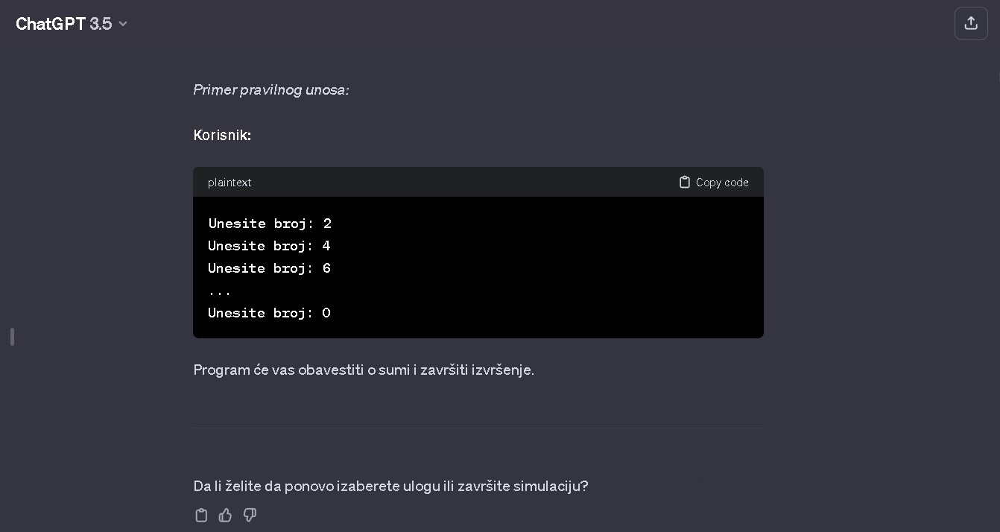 ChatGPT 3.5
Primer pravilnog unosa:
Korisnik:
plaintext
Copy code
Unesite broj: 2
Unesite broj: 4
Unesite broj: 6
...
Unesite broj: 0
Program će vas obavestiti o sumi i završiti izvršenje.
Da li želite da ponovo izaberete ulogu ili završite simulaciju?